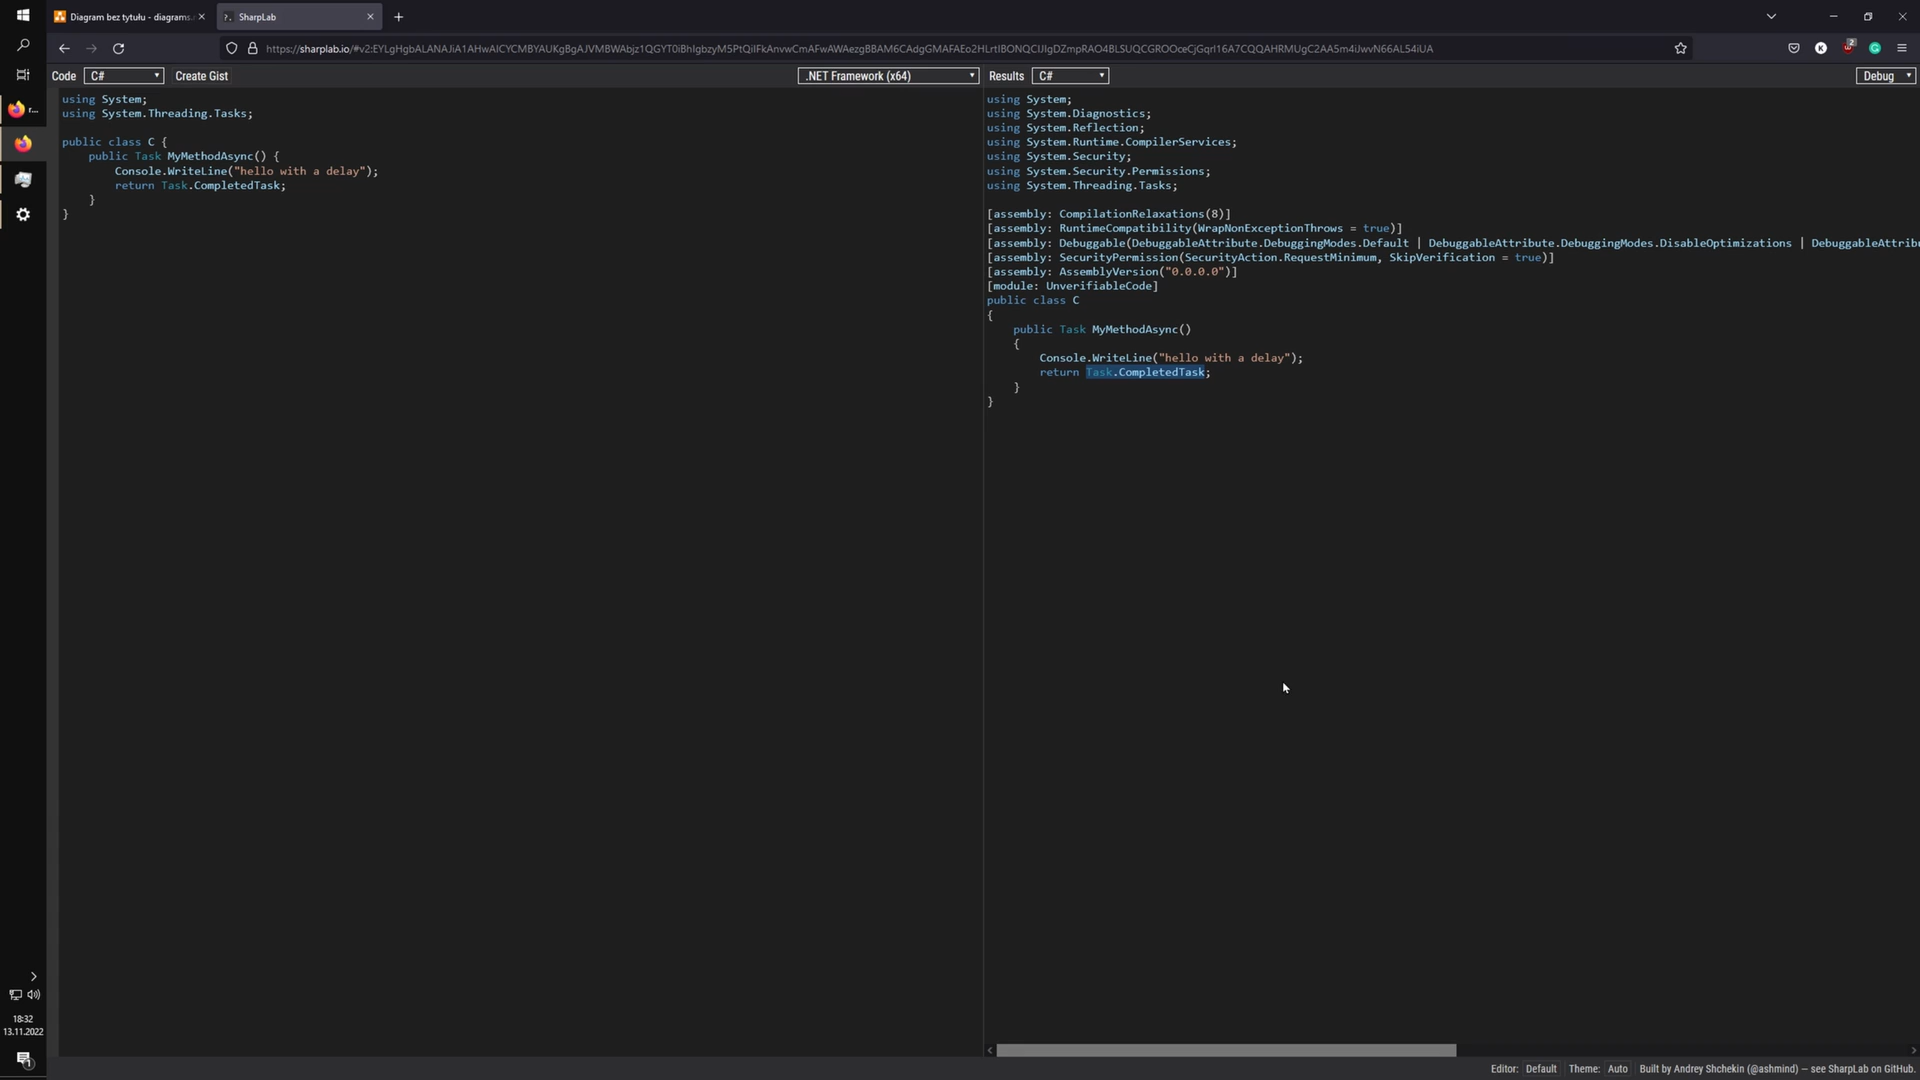 Diagram bez tytułu - diagrams.
SharpLab
r...
Code C# Create Gist .NET Framework (x64)
Results C# Debug
using System;
using System.Threading.Tasks;
public class C {
public Task MyMethodAsync() {
Console.WriteLine("hello with a delay");
return Task.CompletedTask;
}
}
using System;
using System.Diagnostics;
using System.Reflection;
using System.Runtime.CompilerServices;
using System.Security;
using System.Security.Permissions;
using System.Threading.Tasks;
[assembly: CompilationRelaxations(8)]
[assembly: RuntimeCompatibility(WrapNonExceptionThrows = true)]
[assembly: Debuggable(DebuggableAttribute.DebuggingModes.Default | DebuggableAttribute.DebuggingModes.DisableOptimizations | DebuggableAttribu
[assembly: SecurityPermission(SecurityAction.RequestMinimum, SkipVerification = true)]
[assembly: AssemblyVersion("0.0.0.0")]
[module: UnverifiableCode]
public class C
{
public Task MyMethodAsync()
{
Console.WriteLine("hello with a delay");
return Task.CompletedTask;
}
}
18:32
13.11.2022
Editor: Default Theme: Auto Built by Andrey Shchekin (@ashmind) — see SharpLab on GitHub.